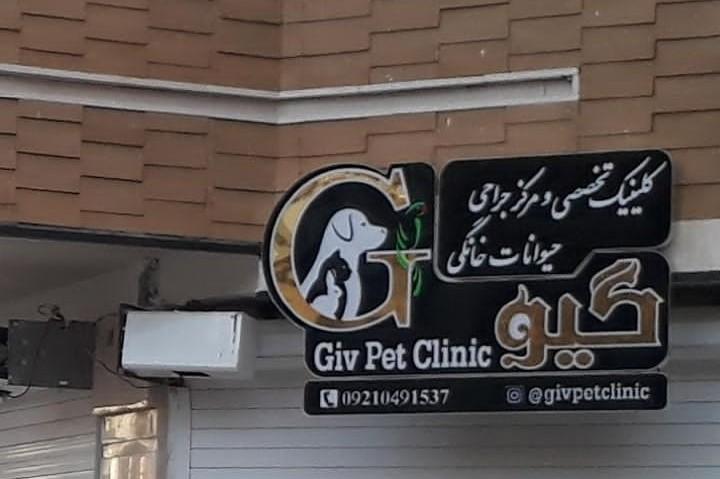 کلینیک تخصصی و مرکز جراحی
حیوانات خانگی
گیو
Giv Pet Clinic
09210491537
@givpetclinic